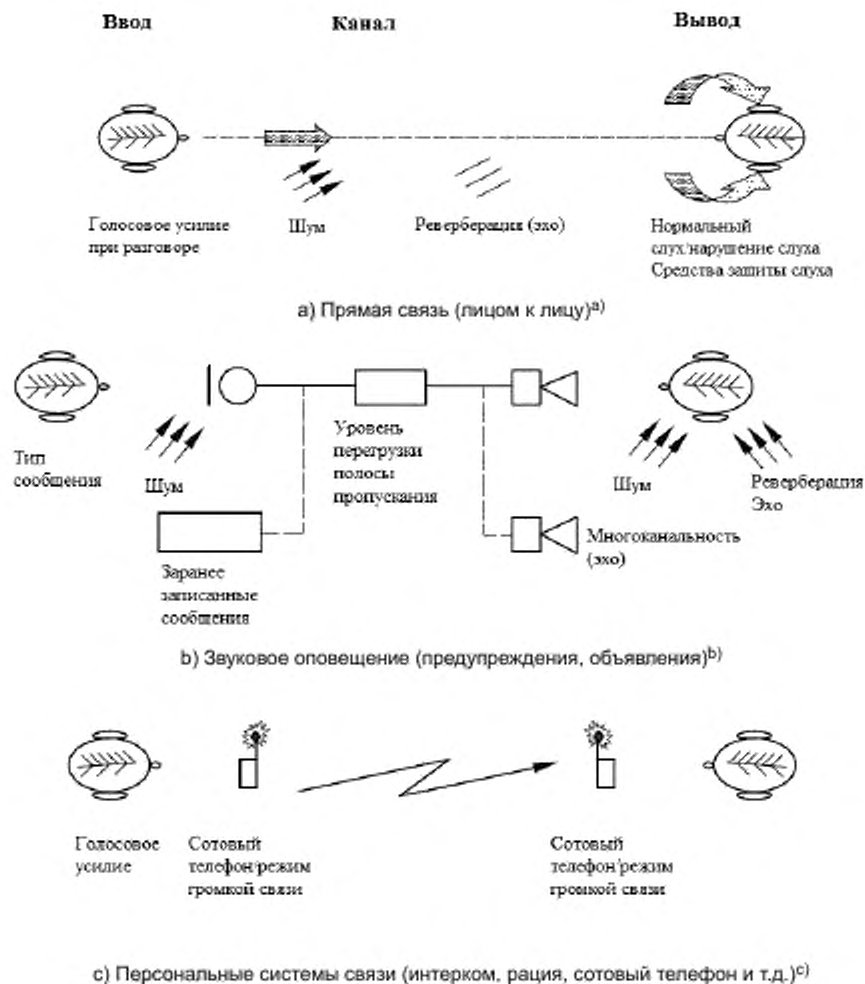 Ввод Канал Вывод
Голосовое усилие
при разговоре
Шум
Реверберация (эхо)
Нормальный
слух/нарушение слуха
Средства защиты слуха
a) Прямая связь (лицом к лицу)a)
Тип
сообщения
Шум
Уровень
перегрузки
полосы
пропускания
Шум
Реверберация
Эхо
Заранее
записанные
сообщения
Многоканальность
(эхо)
b) Звуковое оповещение (предупреждения, объявления)b)
Голосовое
усилие
Сотовый
телефон/режим
громкой связи
Сотовый
телефон/режим
громкой связи
c) Персональные системы связи (интерком, рация, сотовый телефон и т.д.)c)